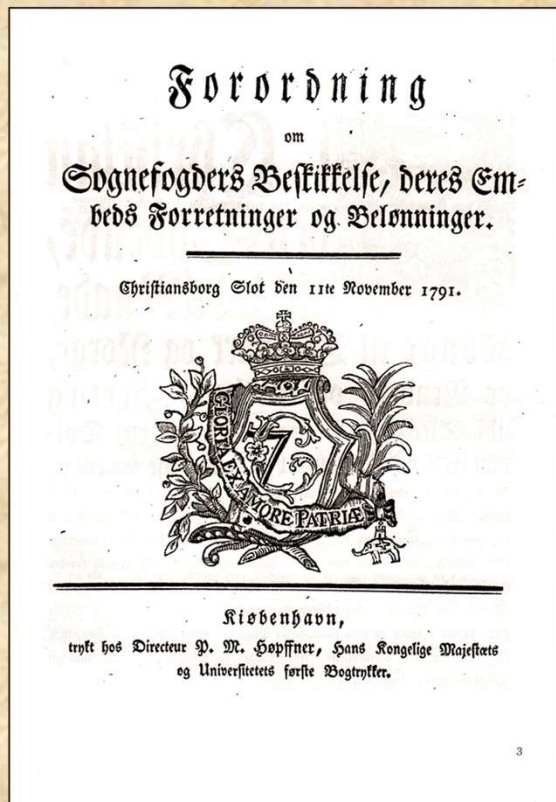 Forordning
om
Sognefogders Beskikkelse, deres Em-
beds Forretninger og Belønninger.
Christiansborg Slot den 11te November 1791.
GLORIA EX AMORE PATRIÆ
7
Kiøbenhavn,
trykt hos Directeur P. M. Høpffner, Hans Kongelige Majestæts
og Universitetets første Bogtrykker.
3